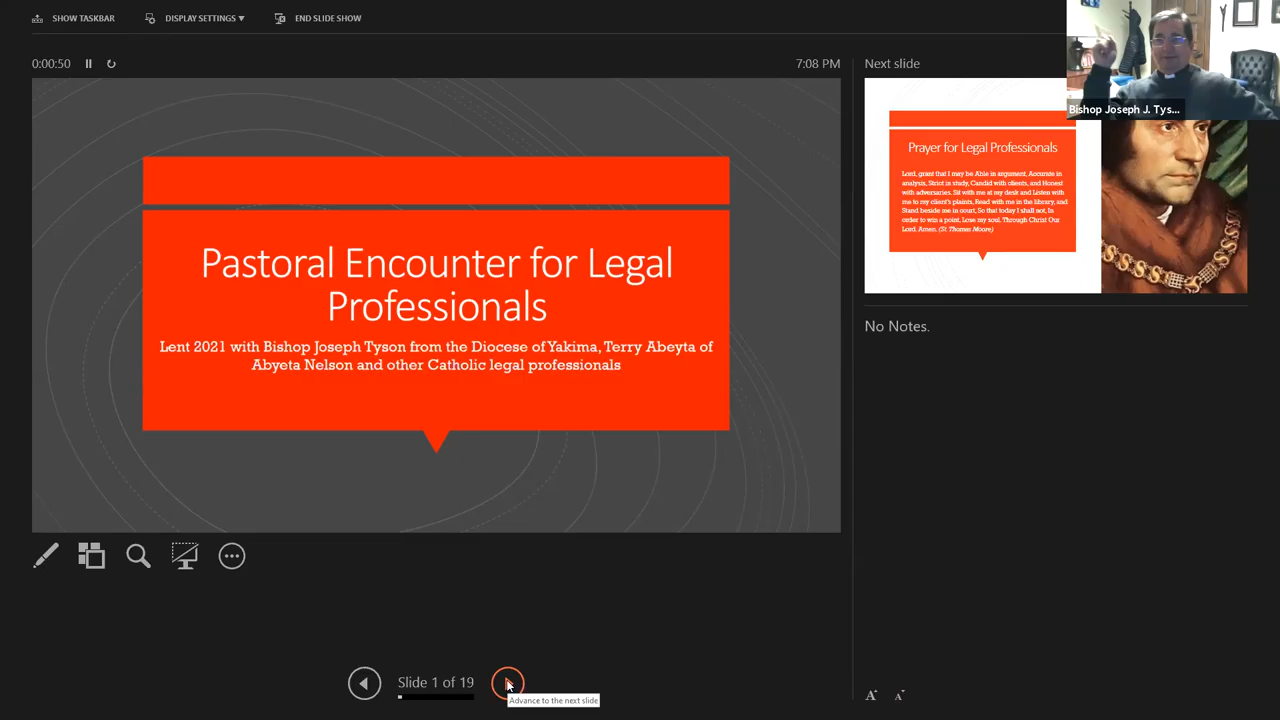 SHOW TASKBAR
DISPLAY SETTINGS ▾
END SLIDE SHOW
0:00:50
7:08 PM
Next slide
Bishop Joseph J. Tys...
Pastoral Encounter for Legal
Professionals
Lent 2021 with Bishop Joseph Tyson from the Diocese of Yakima, Terry Abeyta of
Abyeta Nelson and other Catholic legal professionals
Prayer for Legal Professionals
Lord, grant that I may be Able in argument, Accurate in
analysis, Strict in study, Candid with clients, and Honest
with adversaries. Sit with me at my desk and Listen with
me to my client's plaints, Read with me in the library, and
Stand beside me in court, So that today I shall not, In
order to win a point, Lose my soul. Through Christ Our
Lord. Amen. (St. Thomas Moore)
No Notes.
Slide 1 of 19
Advance to the next slide
A A